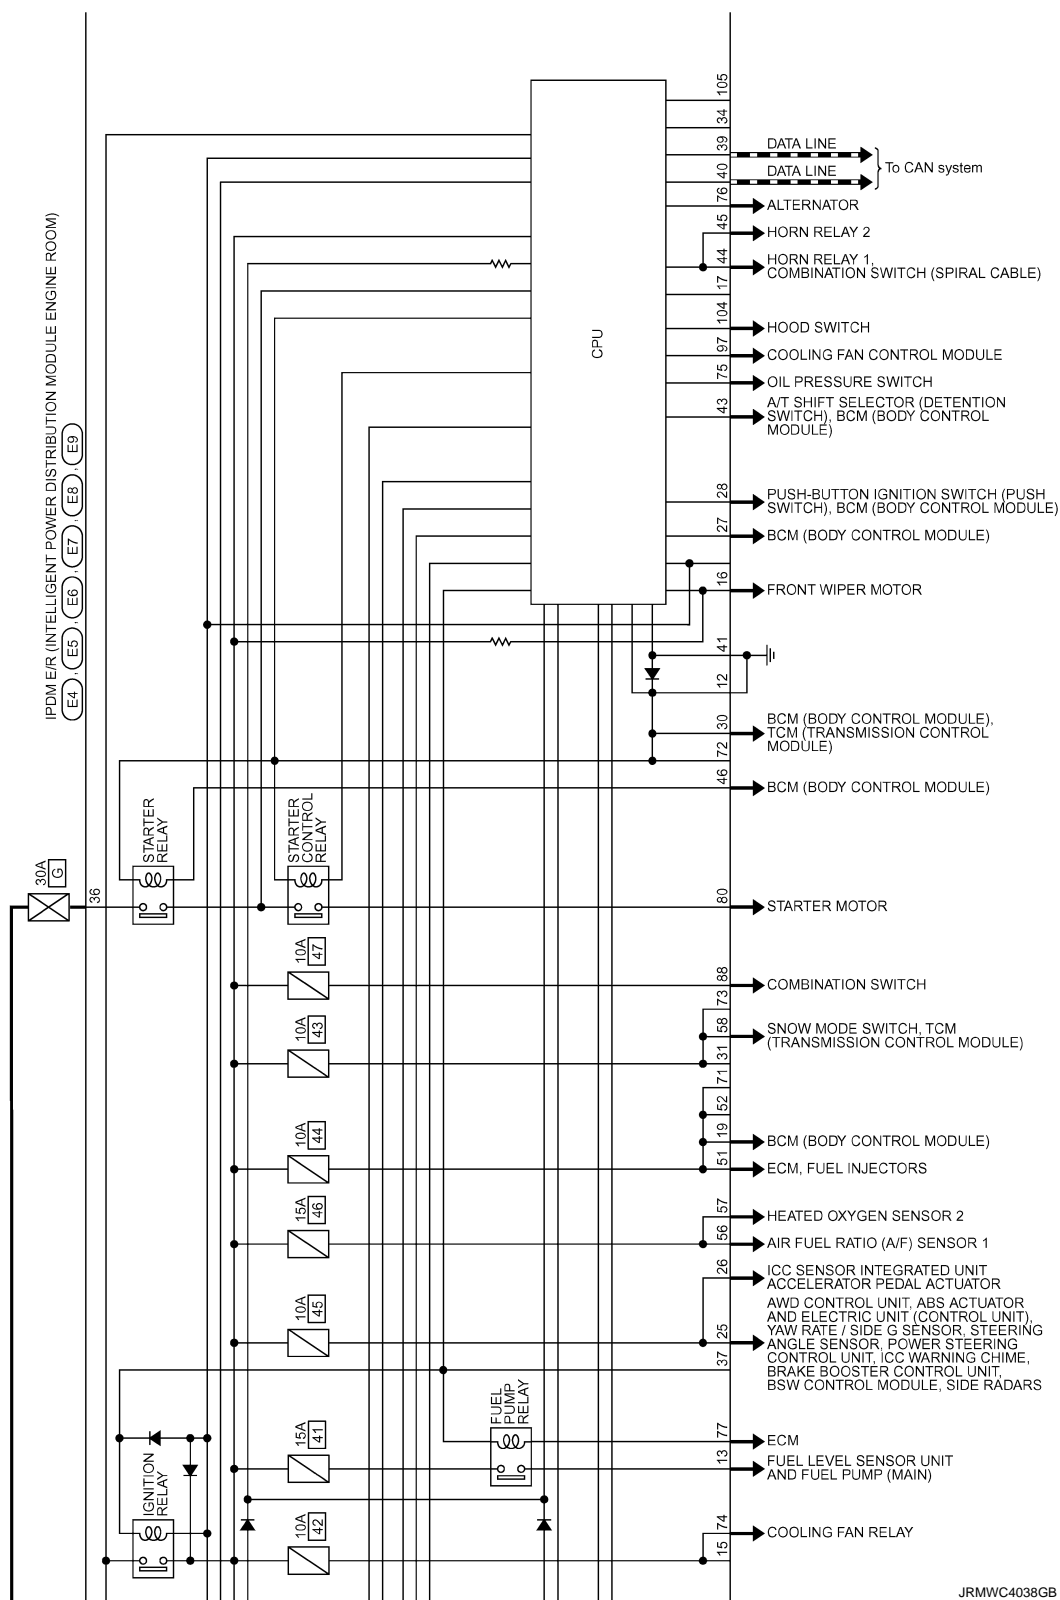 IPDM E/R (INTELLIGENT POWER DISTRIBUTION MODULE ENGINE ROOM)
E4 , E5 , E6 , E7 , E8 , E9
CPU
105
34
39
DATA LINE
40
DATA LINE
To CAN system
76
ALTERNATOR
45
HORN RELAY 2
44
HORN RELAY 1,
COMBINATION SWITCH (SPIRAL CABLE)
17
104
HOOD SWITCH
97
COOLING FAN CONTROL MODULE
75
OIL PRESSURE SWITCH
43
A/T SHIFT SELECTOR (DETENTION
SWITCH), BCM (BODY CONTROL
MODULE)
28
PUSH-BUTTON IGNITION SWITCH (PUSH
SWITCH), BCM (BODY CONTROL MODULE)
27
BCM (BODY CONTROL MODULE)
16
FRONT WIPER MOTOR
41
12
30
BCM (BODY CONTROL MODULE),
TCM (TRANSMISSION CONTROL
MODULE)
72
46
BCM (BODY CONTROL MODULE)
STARTER
RELAY
STARTER
CONTROL
RELAY
30A
G
36
80
STARTER MOTOR
10A
47
88
COMBINATION SWITCH
73
10A
43
58
SNOW MODE SWITCH, TCM
(TRANSMISSION CONTROL MODULE)
31
71
52
10A
44
19
BCM (BODY CONTROL MODULE)
51
ECM, FUEL INJECTORS
15A
46
57
HEATED OXYGEN SENSOR 2
56
AIR FUEL RATIO (A/F) SENSOR 1
26
ICC SENSOR INTEGRATED UNIT
ACCELERATOR PEDAL ACTUATOR
10A
45
25
AWD CONTROL UNIT, ABS ACTUATOR
AND ELECTRIC UNIT (CONTROL UNIT),
YAW RATE / SIDE G SENSOR, STEERING
ANGLE SENSOR, POWER STEERING
CONTROL UNIT, ICC WARNING CHIME,
BRAKE BOOSTER CONTROL UNIT,
BSW CONTROL MODULE, SIDE RADARS
37
FUEL
PUMP
RELAY
15A
41
77
ECM
13
FUEL LEVEL SENSOR UNIT
AND FUEL PUMP (MAIN)
IGNITION
RELAY
10A
42
74
COOLING FAN RELAY
15
JRMWC4038GB